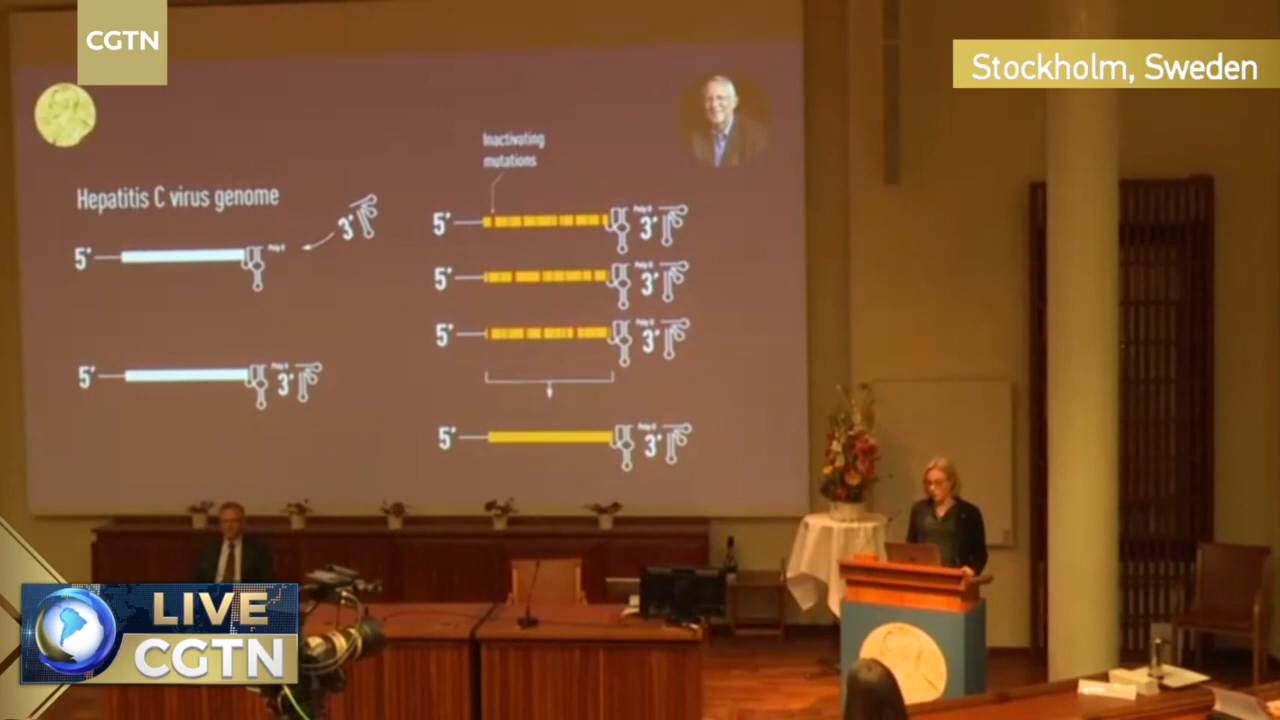 CGTN
Stockholm, Sweden
Inactivating
mutations
Hepatitis C virus genome
5'
3'
5'
3'
5'
3'
5'
3'
5'
3'
5'
3'
LIVE
CGTN